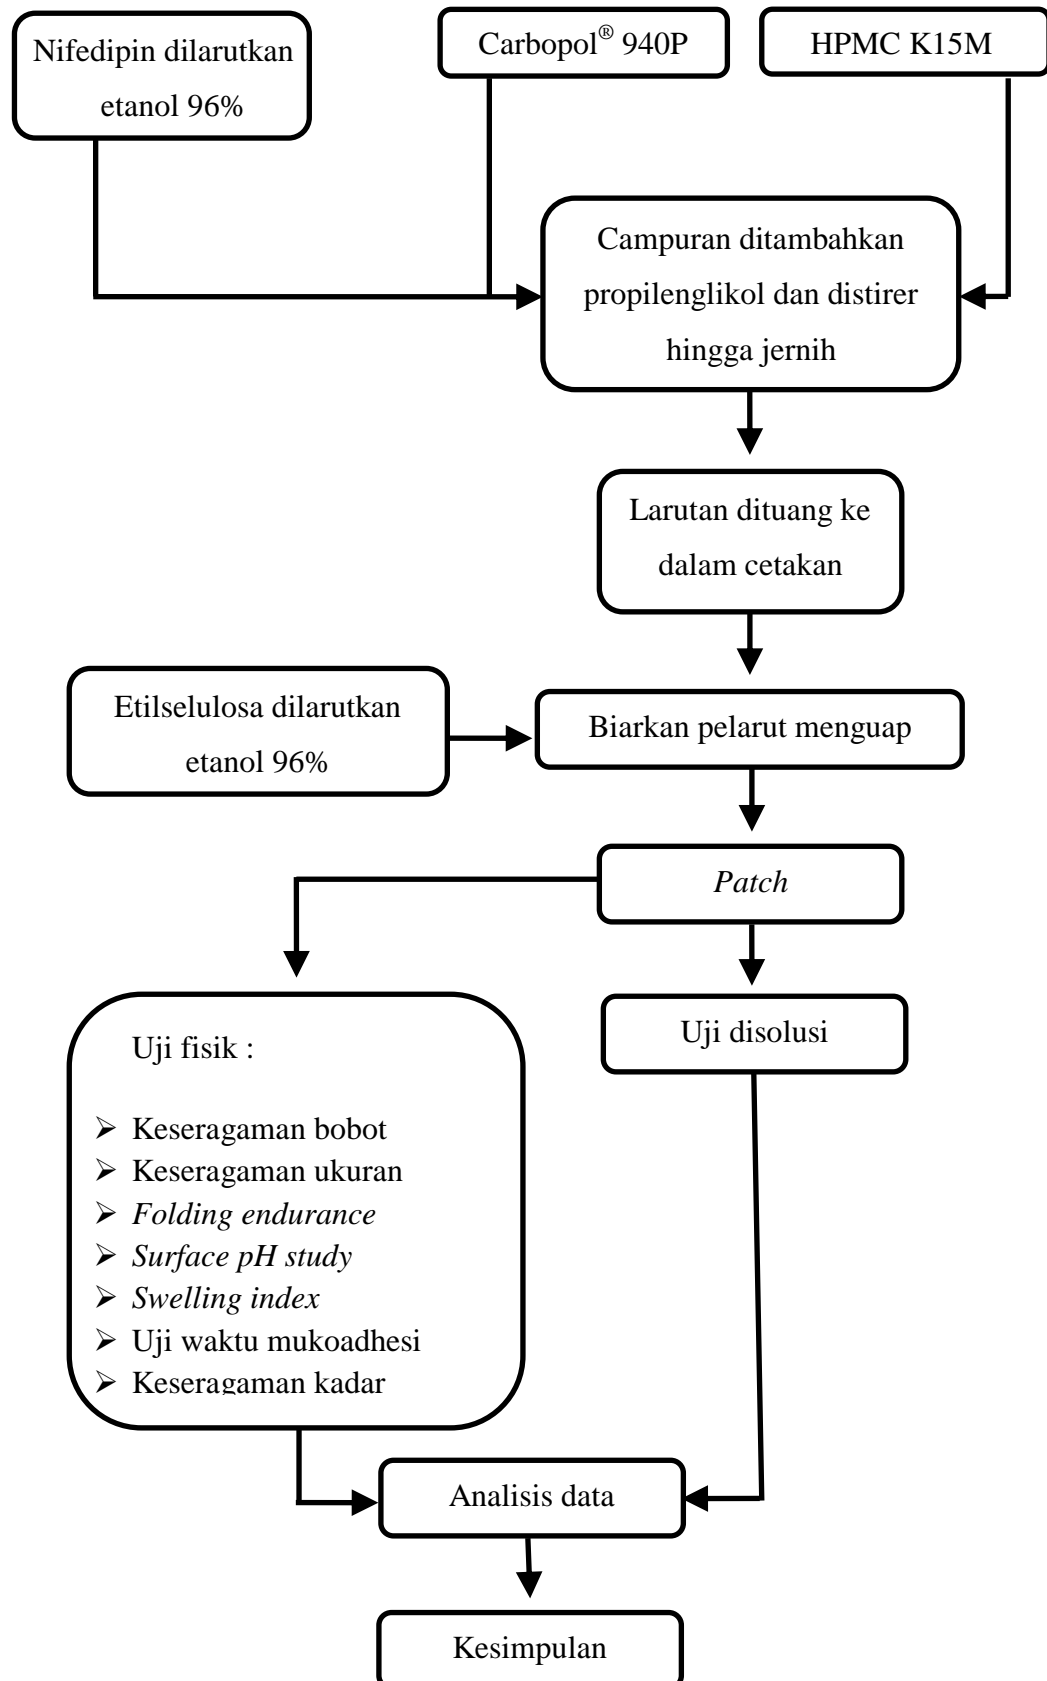 Nifedipin dilarutkan
etanol 96%
Carbopol® 940P
HPMC K15M
Campuran ditambahkan
propilenglikol dan distirer
hingga jernih
Larutan dituang ke
dalam cetakan
Etilselulosa dilarutkan
etanol 96%
Biarkan pelarut menguap
Patch
Uji fisik :
➢ Keseragaman bobot
➢ Keseragaman ukuran
➢ Folding endurance
➢ Surface pH study
➢ Swelling index
➢ Uji waktu mukoadhesi
➢ Keseragaman kadar
Uji disolusi
Analisis data
Kesimpulan